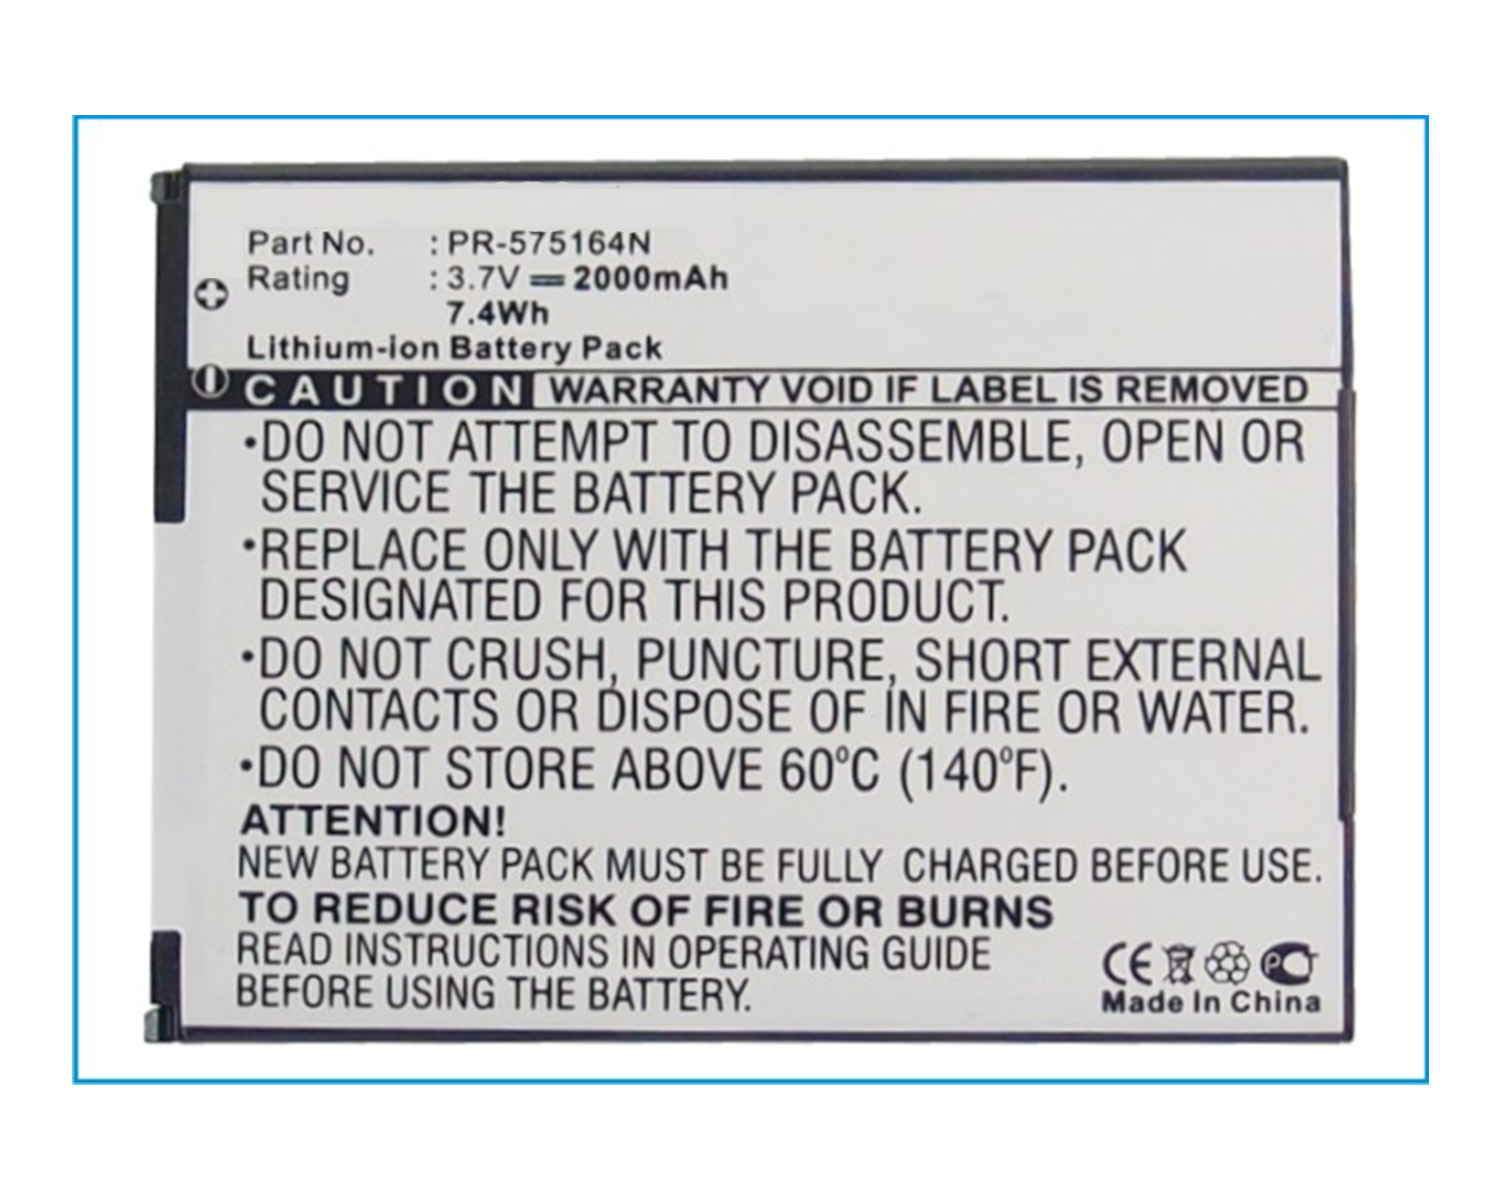 Part No. : PR-575164N
Rating : 3.7V 2000mAh
7.4Wh
Lithium-ion Battery Pack
CAUTION WARRANTY VOID IF LABEL IS REMOVED
•DO NOT ATTEMPT TO DISASSEMBLE, OPEN OR
SERVICE THE BATTERY PACK.
•REPLACE ONLY WITH THE BATTERY PACK
DESIGNATED FOR THIS PRODUCT.
•DO NOT CRUSH, PUNCTURE, SHORT EXTERNAL
CONTACTS OR DISPOSE OF IN FIRE OR WATER.
•DO NOT STORE ABOVE 60°C (140°F).
ATTENTION!
NEW BATTERY PACK MUST BE FULLY CHARGED BEFORE USE.
TO REDUCE RISK OF FIRE OR BURNS
READ INSTRUCTIONS IN OPERATING GUIDE
BEFORE USING THE BATTERY.
CE
Made In China